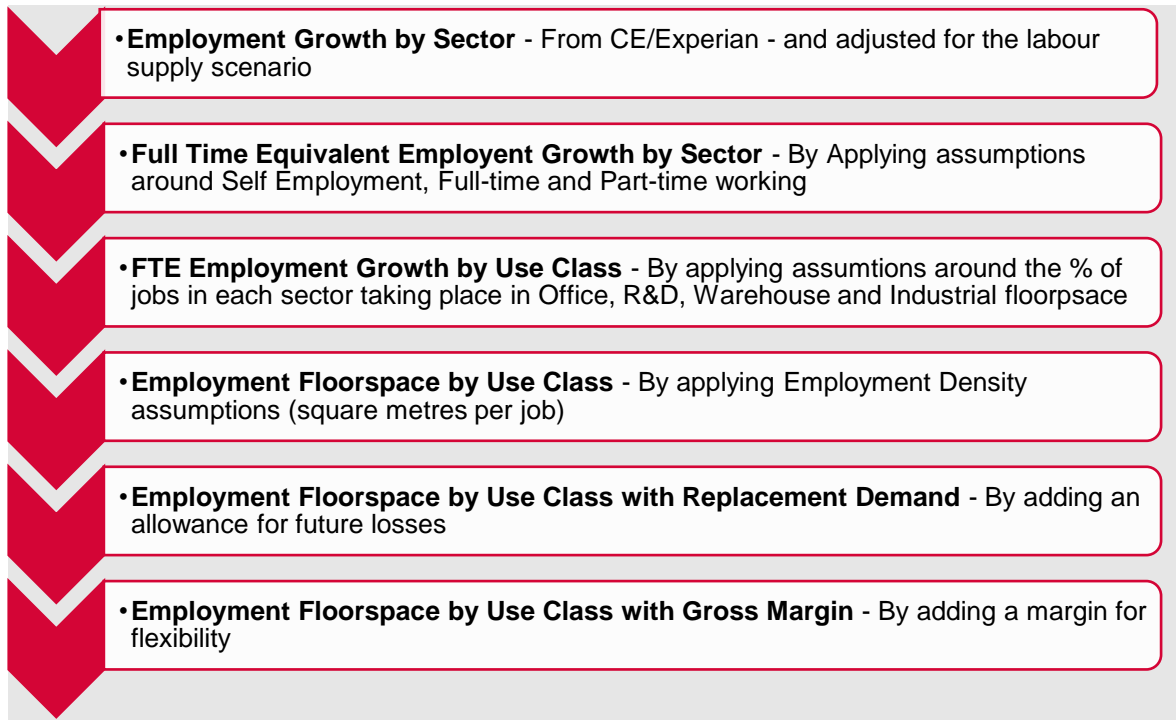 •Employment Growth by Sector - From CE/Experian - and adjusted for the labour
supply scenario
•Full Time Equivalent Employent Growth by Sector - By Applying assumptions
around Self Employment, Full-time and Part-time working
•FTE Employment Growth by Use Class - By applying assumtions around the % of
jobs in each sector taking place in Office, R&D, Warehouse and Industrial floorpsace
•Employment Floorspace by Use Class - By applying Employment Density
assumptions (square metres per job)
•Employment Floorspace by Use Class with Replacement Demand - By adding an
allowance for future losses
•Employment Floorspace by Use Class with Gross Margin - By adding a margin for
flexibility